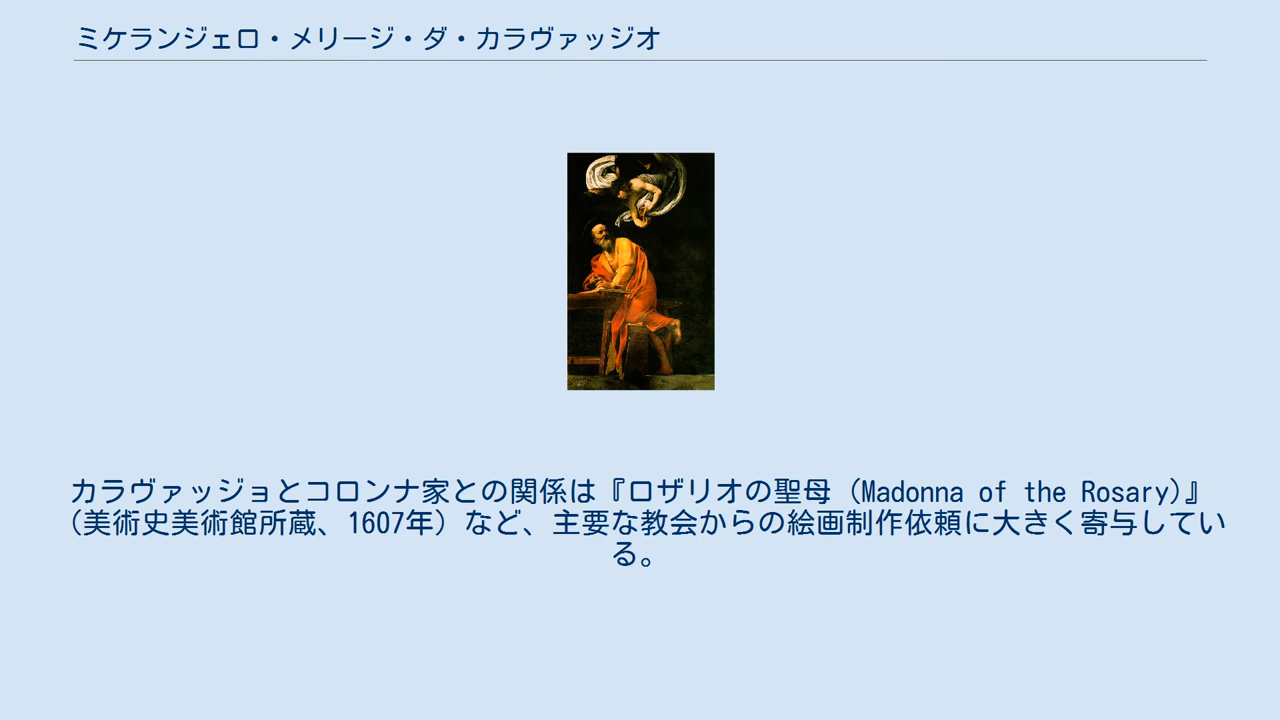 ミケランジェロ・メリージ・ダ・カラヴァッジオ
カラヴァッジョとコロンナ家との関係は『ロザリオの聖母 (Madonna of the Rosary)』
(美術史美術館所蔵、1607年) など、主要な教会からの絵画制作依頼に大きく寄与してい
る。